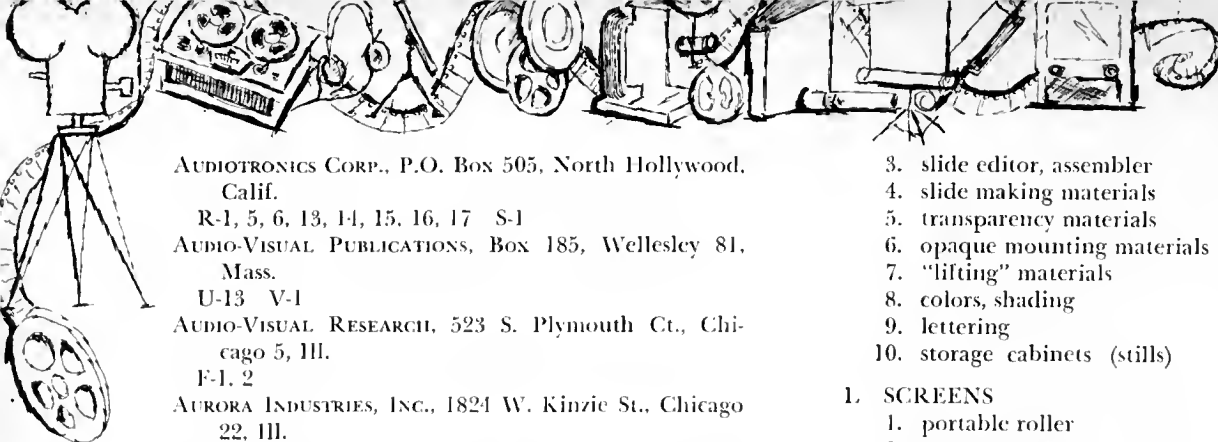 AUDIOTRONICS CORP., P.O. Box 505, North Hollywood,
Calif.
R-1, 5, 6, 13, 14, 15, 16, 17 S-1
AUDIO-VISUAL PUBLICATIONS, Box 185, Wellesley 81,
Mass.
U-13 V-1
AUDIO-VISUAL RESEARCH, 523 S. Plymouth Ct., Chi-
cago 5, Ill.
F-1, 2
AURORA INDUSTRIES, INC., 1824 W. Kinzie St., Chicago
22, Ill.
3. slide editor, assembler
4. slide making materials
5. transparency materials
6. opaque mounting materials
7. "lifting" materials
8. colors, shading
9. lettering
10. storage cabinets (stills)
L. SCREENS
1. portable roller